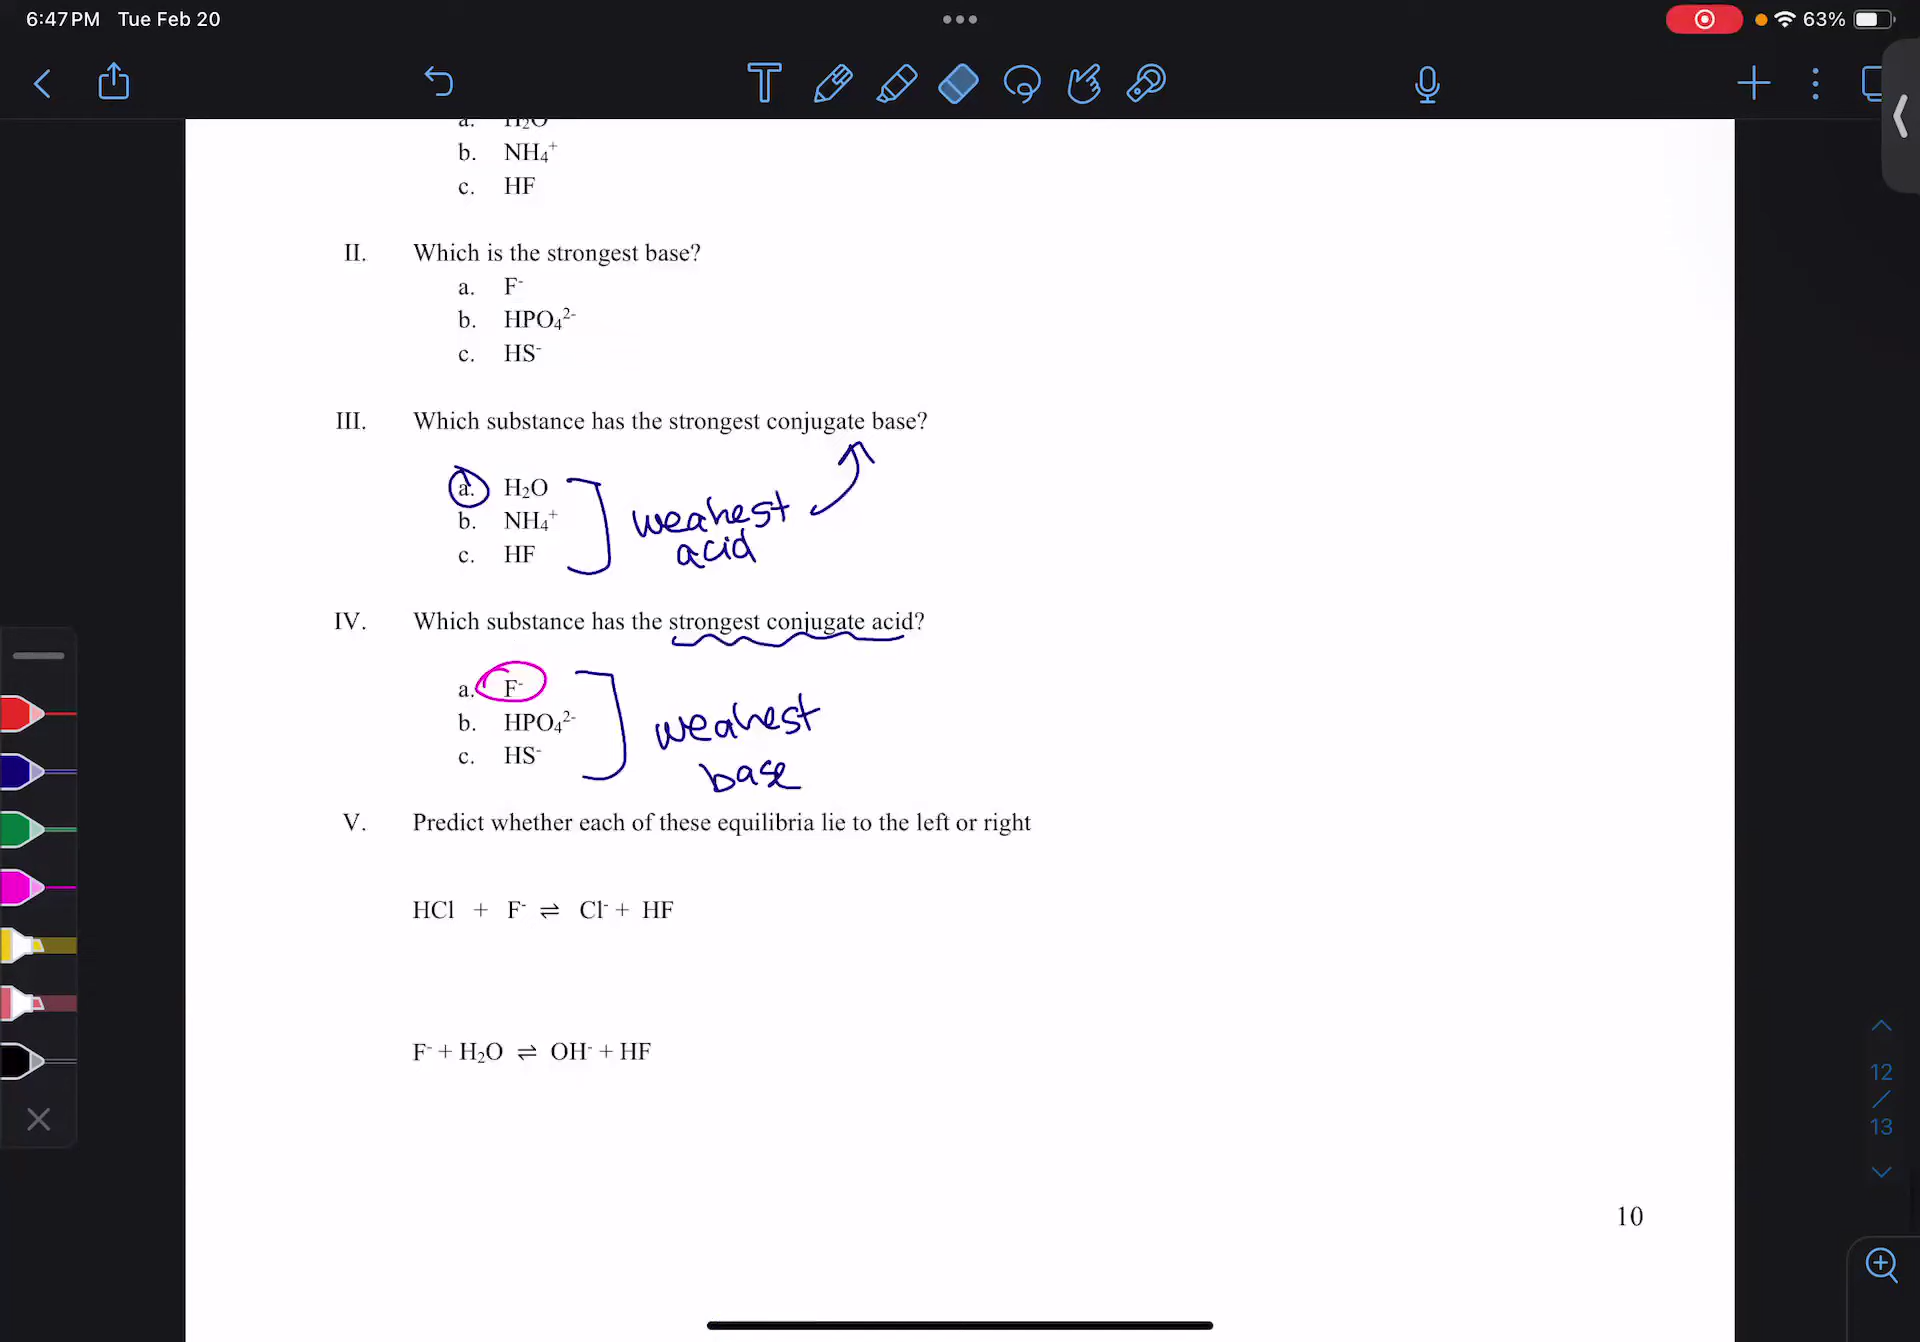 6:47 PM Tue Feb 20
63%
a. H₂O
b. NH₄⁺
c. HF
II. Which is the strongest base?
a. F⁻
b. HPO₄²⁻
c. HS⁻
III. Which substance has the strongest conjugate base?
a. H₂O
b. NH₄⁺
c. HF
weakest
acid
IV. Which substance has the strongest conjugate acid?
a. F⁻
b. HPO₄²⁻
c. HS⁻
weakest
base
V. Predict whether each of these equilibria lie to the left or right
HCl + F⁻ ⇌ Cl⁻ + HF
F⁻ + H₂O ⇌ OH⁻ + HF
12
/
13
10